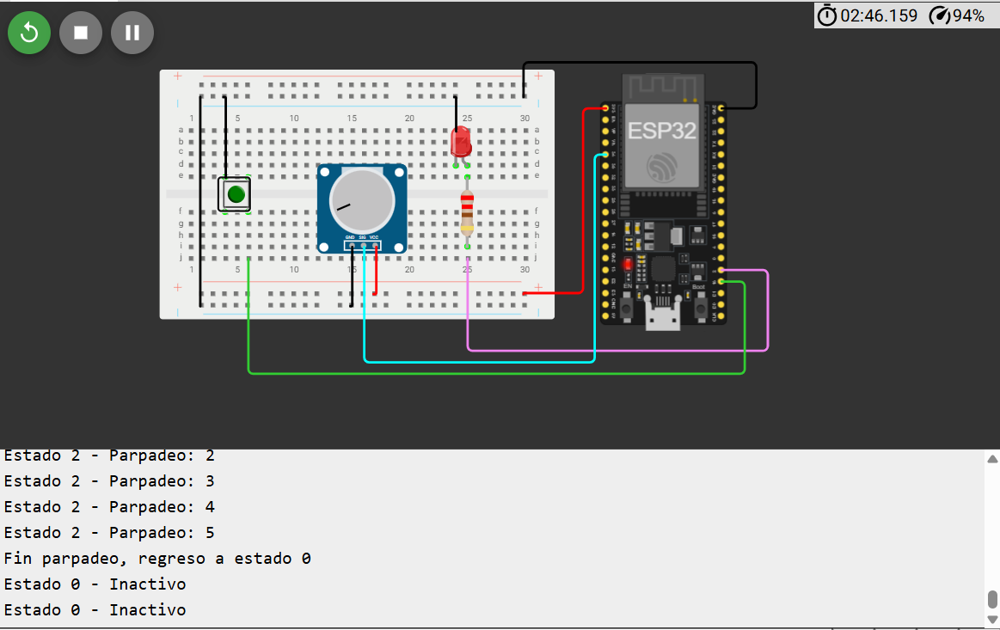 02:46.159 94%
1 5 10 15 20 25 30
a a
b b
c c
d d
e e
f f
g g
h h
i i
j j
1 5 10 15 20 25 30
GND SIG VCC
ESP32
EN Boot
Estado 2 - Parpadeo: 2
Estado 2 - Parpadeo: 3
Estado 2 - Parpadeo: 4
Estado 2 - Parpadeo: 5
Fin parpadeo, regreso a estado 0
Estado 0 - Inactivo
Estado 0 - Inactivo